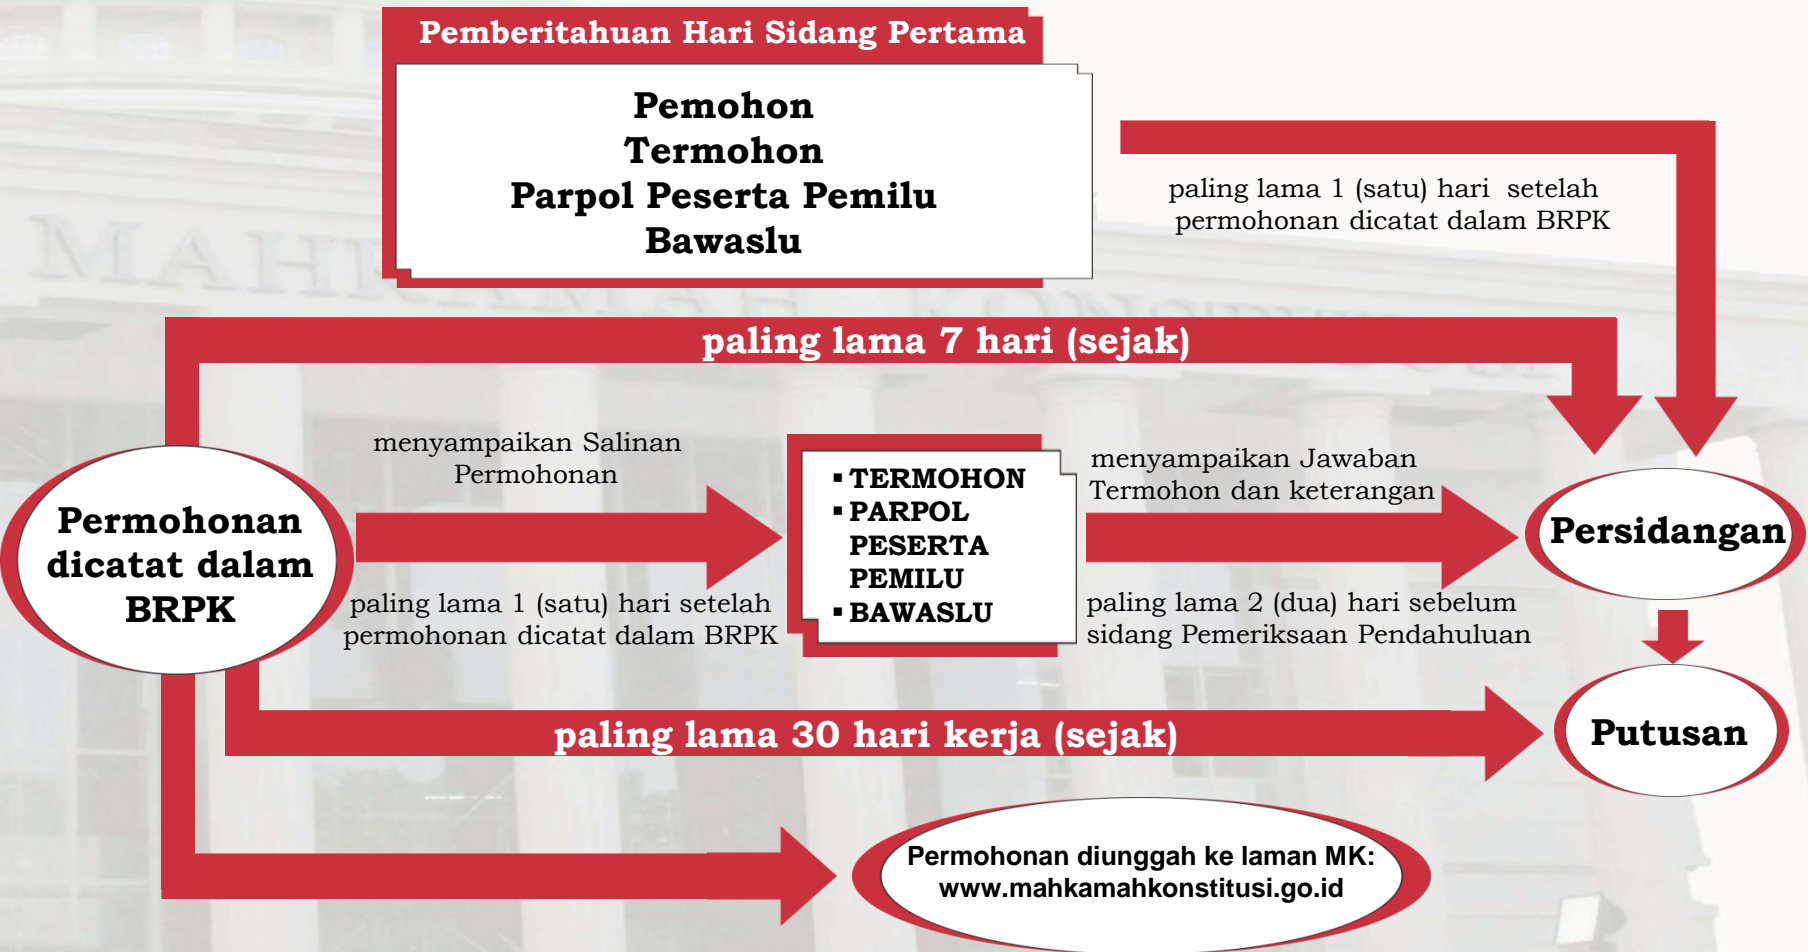 Pemberitahuan Hari Sidang Pertama
Pemohon
Termohon
Parpol Peserta Pemilu
Bawaslu
paling lama 1 (satu) hari setelah
permohonan dicatat dalam BRPK
MAHKAMAH KONSTITUSI
paling lama 7 hari (sejak)
Permohonan
dicatat dalam
BRPK
menyampaikan Salinan
Permohonan
paling lama 1 (satu) hari setelah
permohonan dicatat dalam BRPK
▪ TERMOHON
▪ PARPOL
PESERTA
PEMILU
▪ BAWASLU
menyampaikan Jawaban
Termohon dan keterangan
paling lama 2 (dua) hari sebelum
sidang Pemeriksaan Pendahuluan
Persidangan
Putusan
paling lama 30 hari kerja (sejak)
Permohonan diunggah ke laman MK:
www.mahkamahkonstitusi.go.id